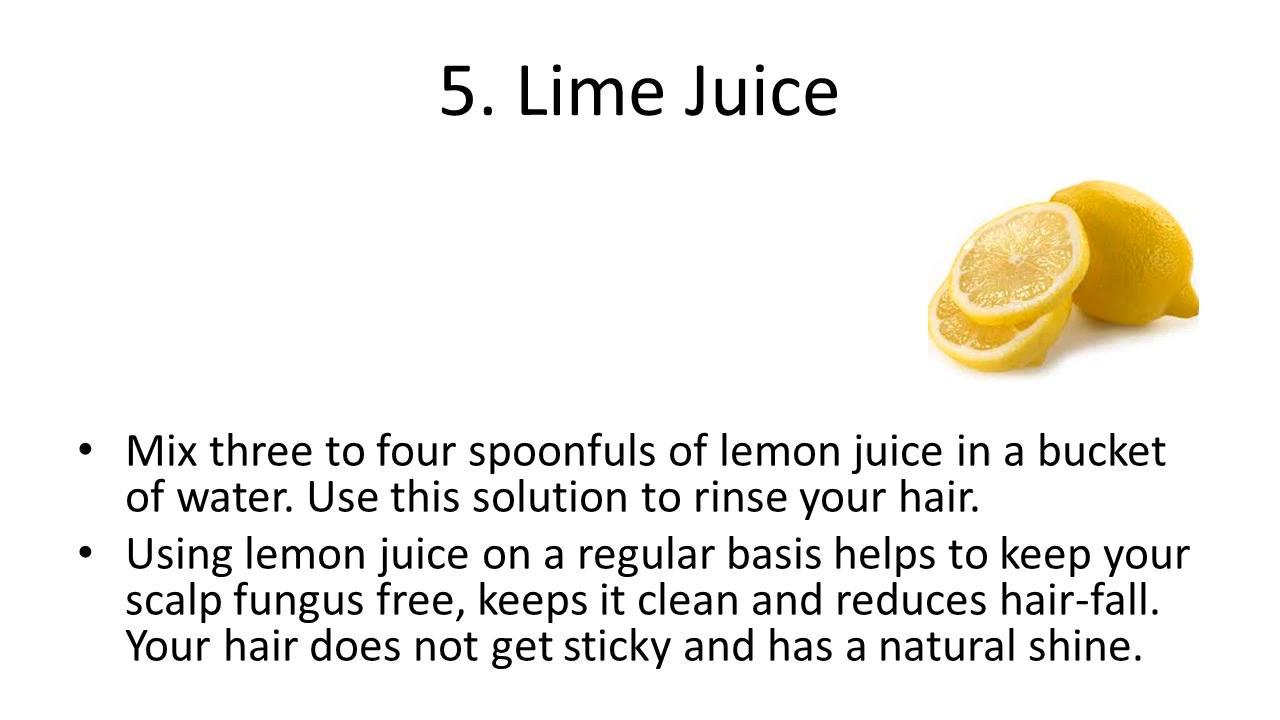 5. Lime Juice
• Mix three to four spoonfuls of lemon juice in a bucket
of water. Use this solution to rinse your hair.
• Using lemon juice on a regular basis helps to keep your
scalp fungus free, keeps it clean and reduces hair-fall.
Your hair does not get sticky and has a natural shine.